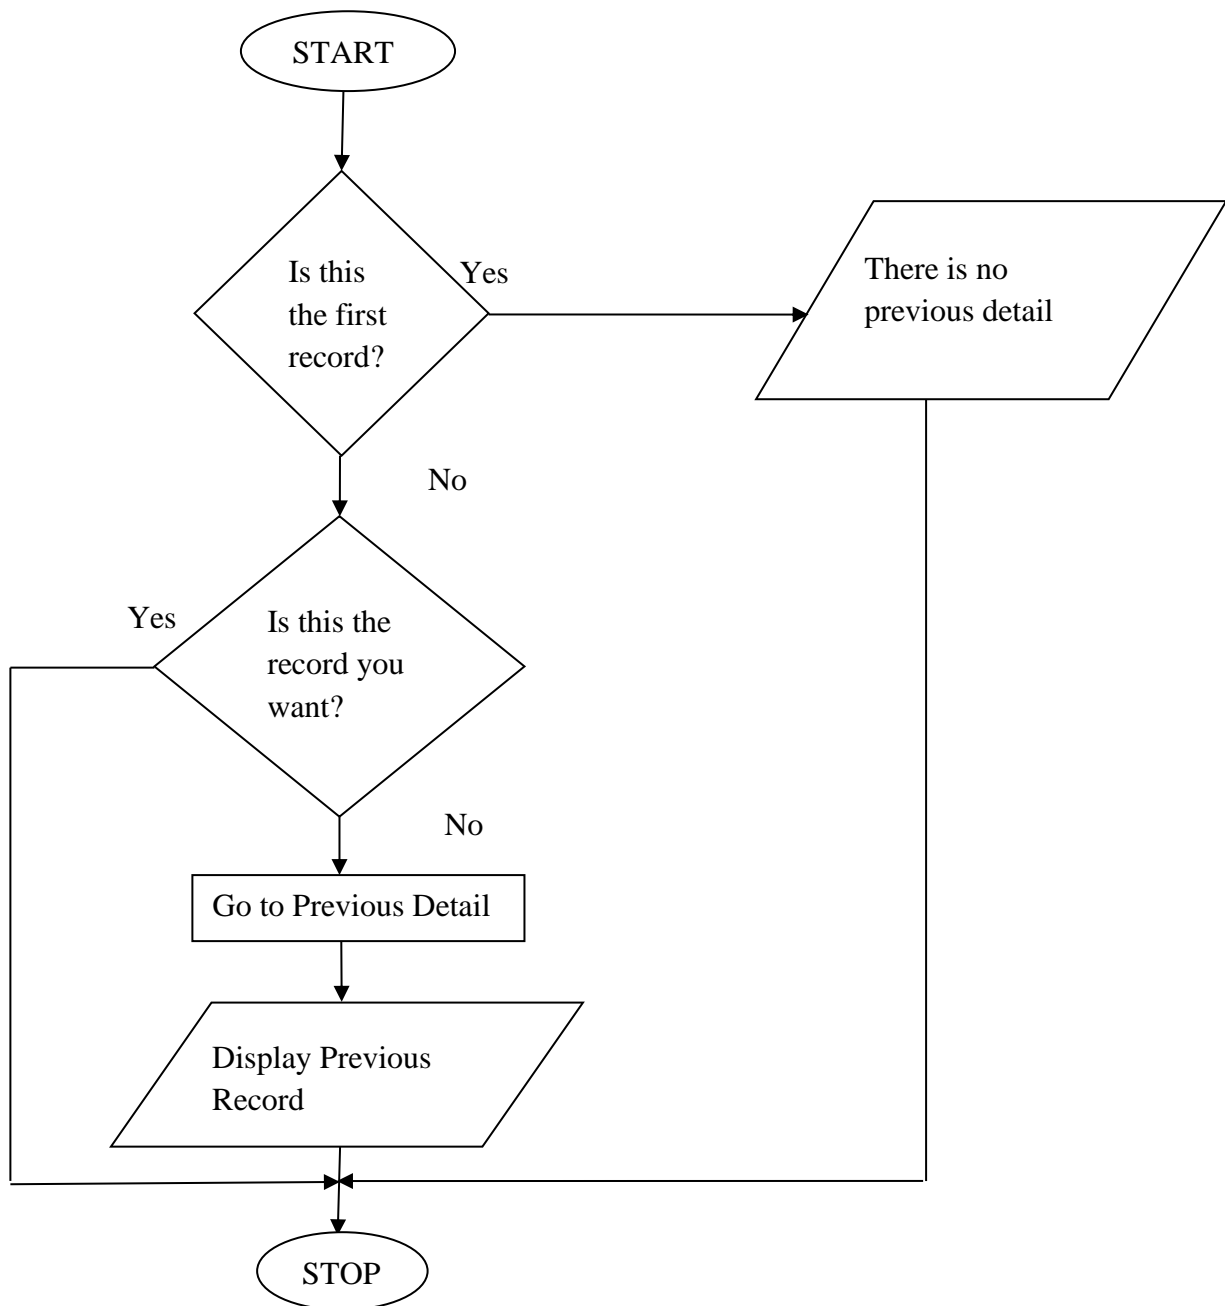 START
Is this
the first
record?
Yes
There is no
previous detail
No
Yes
Is this the
record you
want?
No
Go to Previous Detail
Display Previous
Record
STOP